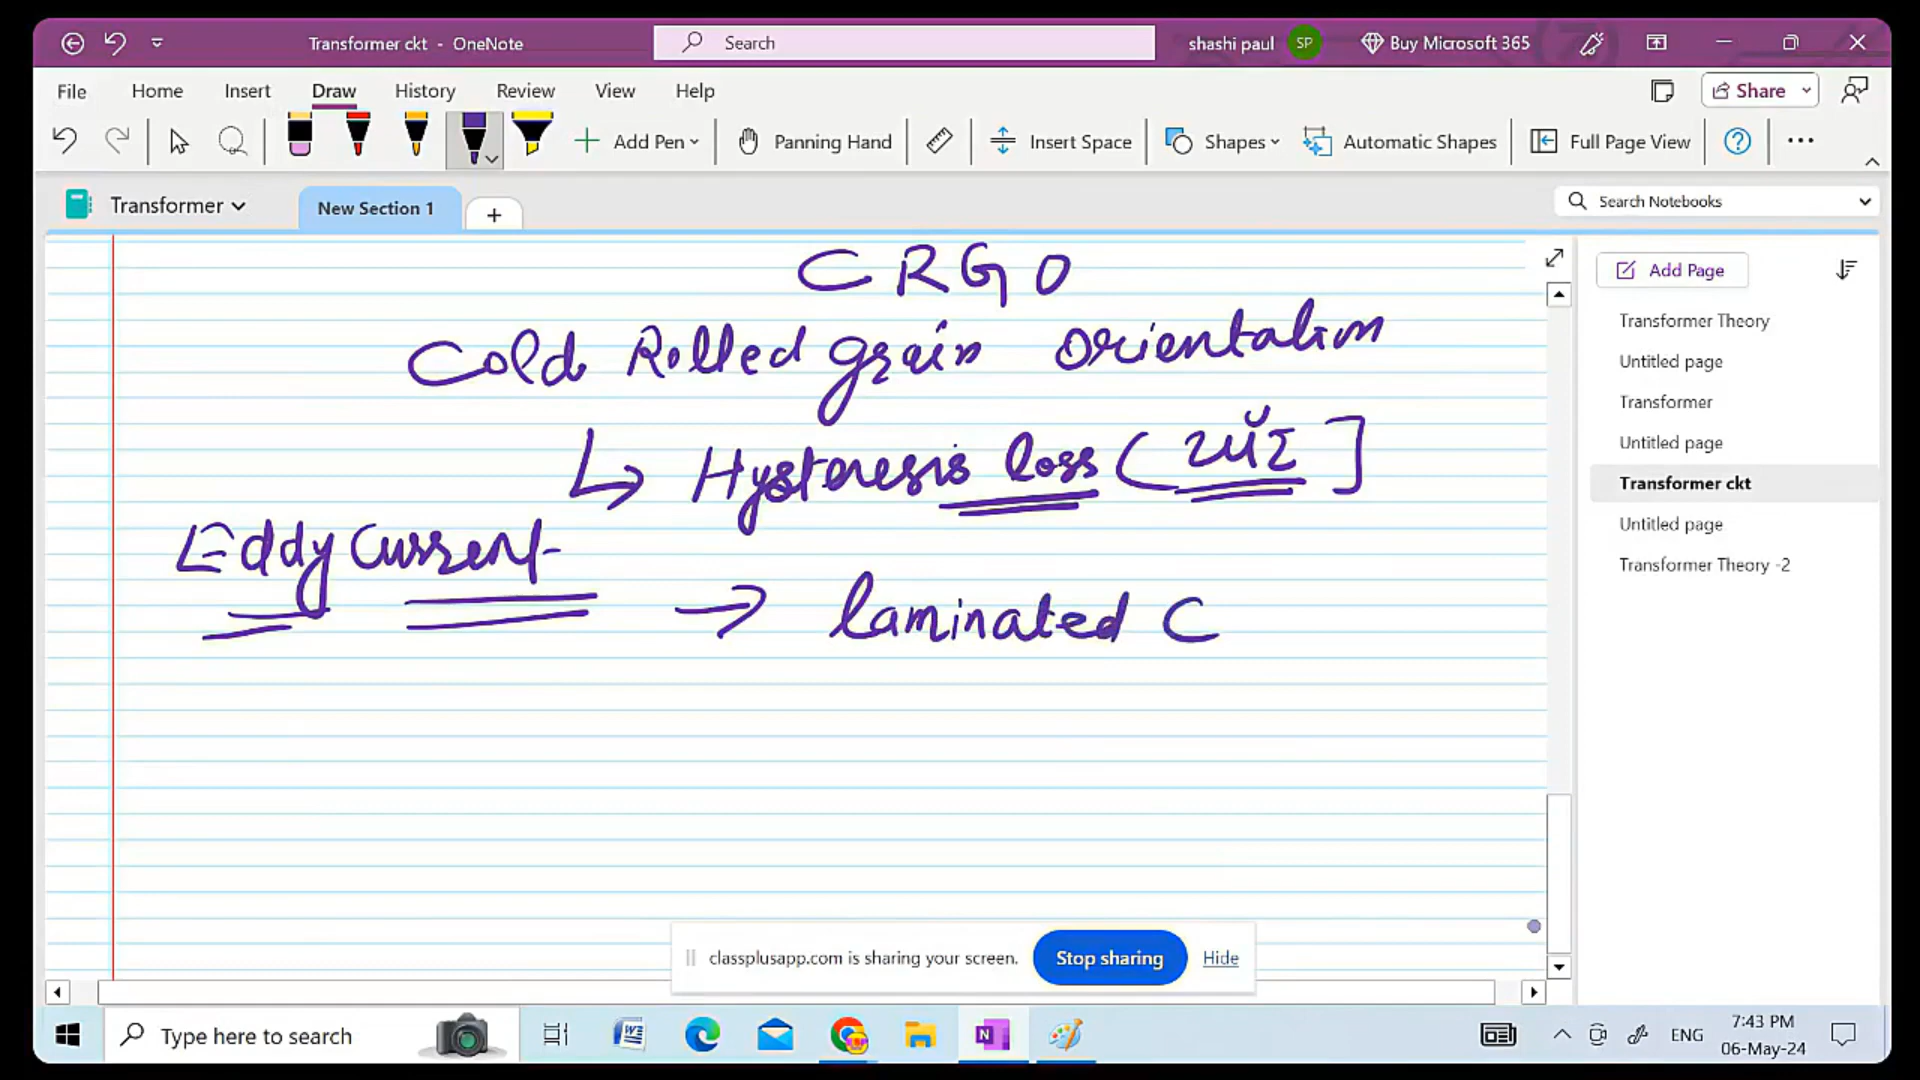 Transformer ckt - OneNote
Search
shashi paul SP
Buy Microsoft 365
File Home Insert Draw History Review View Help
Share
Add Pen
Panning Hand
Insert Space
Shapes
Automatic Shapes
Full Page View
Transformer
New Section 1
Search Notebooks
C R G O
Cold Rolled grain orientation
↳ Hysteresis loss (
Eddy Current → laminated C
Add Page
Transformer Theory
Untitled page
Transformer
Untitled page
Transformer ckt
Untitled page
Transformer Theory -2
classplusapp.com is sharing your screen. Stop sharing Hide
Type here to search
ENG
7:43 PM
06-May-24